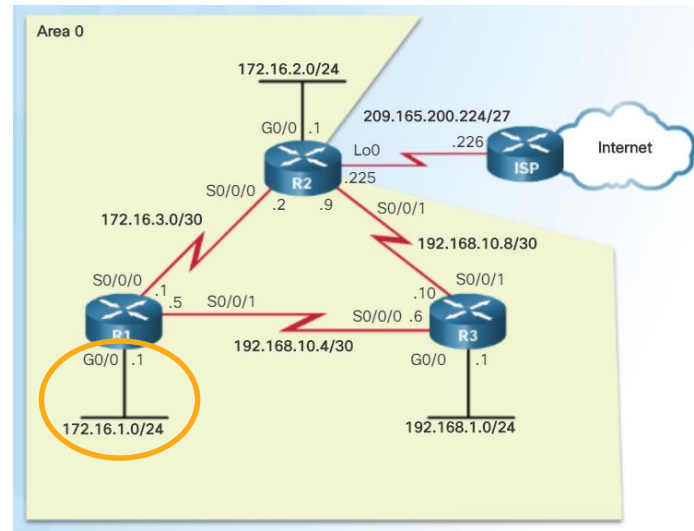 Area 0
172.16.2.0/24
209.165.200.224/27
G0/0 .1
.226
Internet
Lo0
ISP
R2
.225
S0/0/0
.2
.9
S0/0/1
172.16.3.0/30
192.168.10.8/30
S0/0/0
.1
S0/0/1
.10
.5
S0/0/1
S0/0/0 .6
R1
R3
192.168.10.4/30
G0/0 .1
G0/0 .1
172.16.1.0/24
192.168.1.0/24